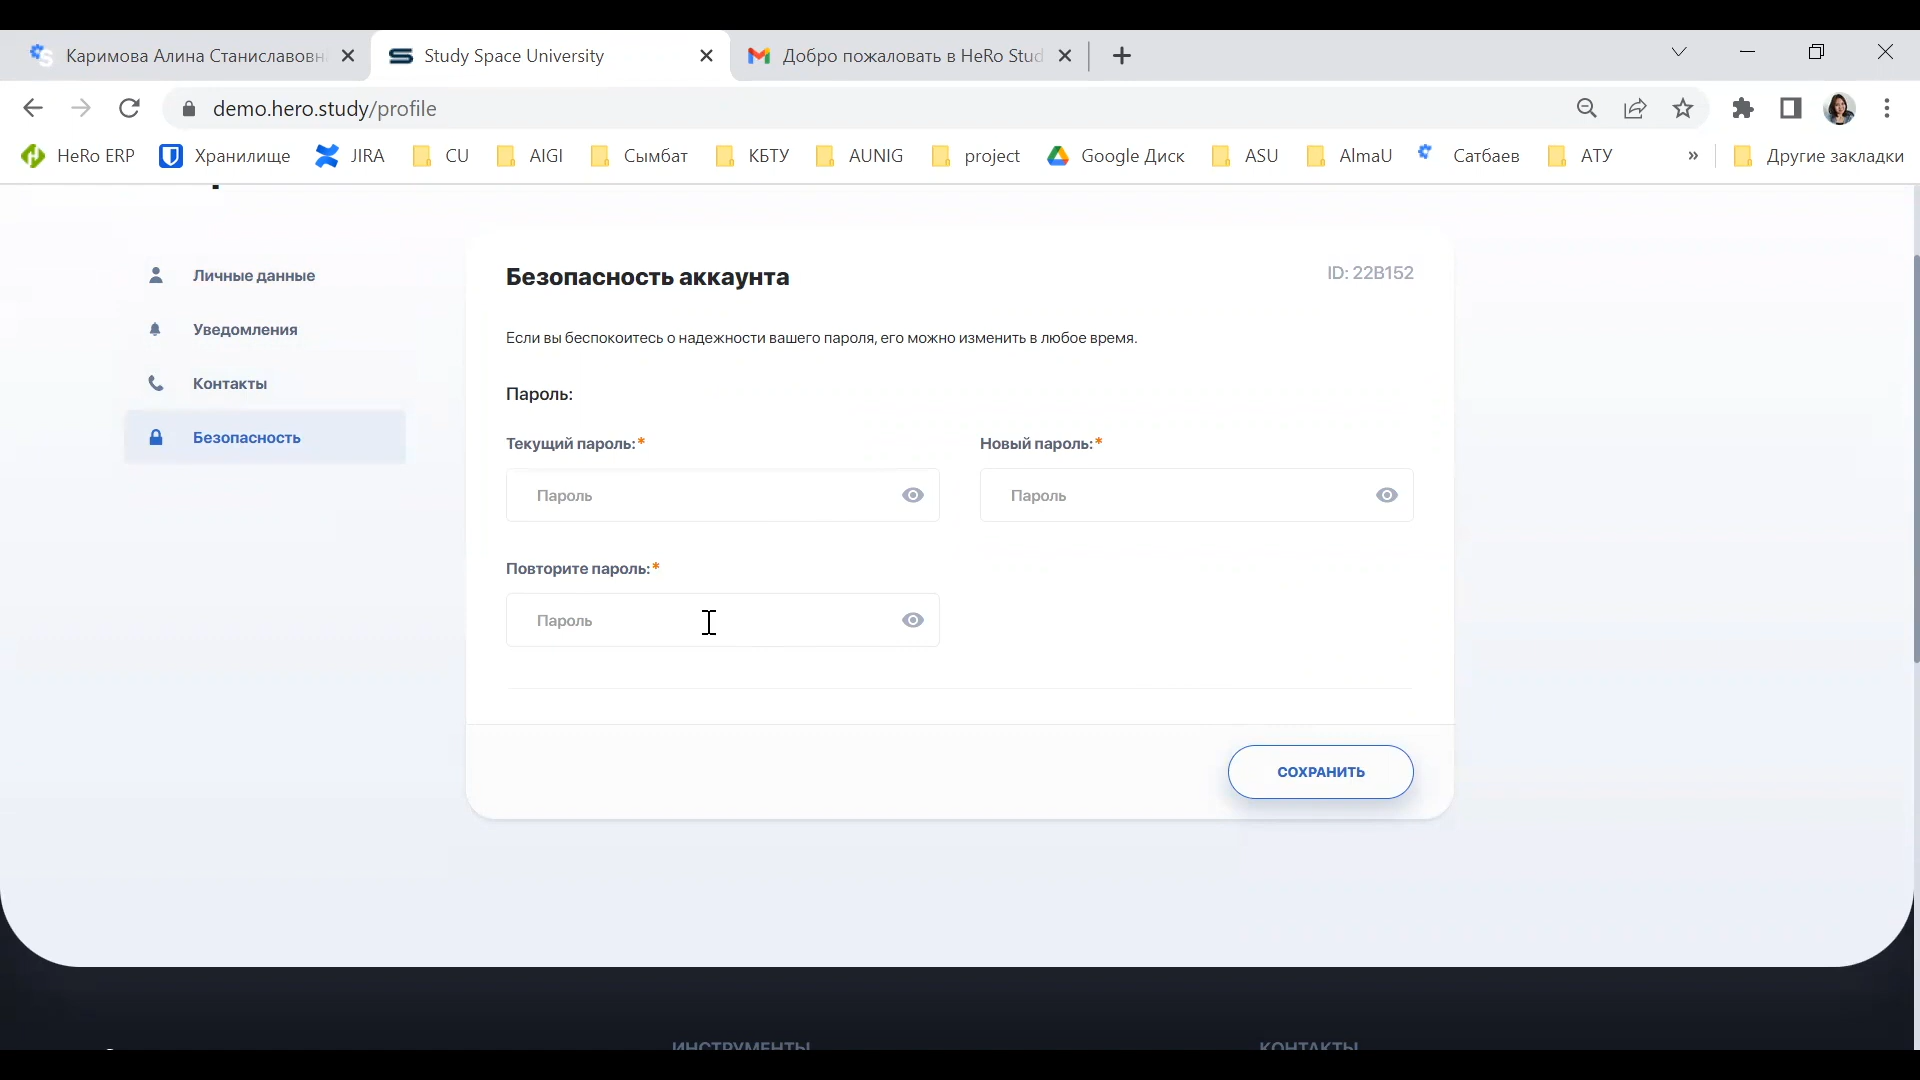 Каримова Алина Станиславовн
Study Space University
Добро пожаловать в HeRo Stud
demo.hero.study/profile
HeRo ERP
Хранилище
JIRA
CU
AIGI
Сымбат
КБТУ
AUNIG
project
Google Диск
ASU
AlmaU
Сатбаев
АТУ
»
Другие закладки
Личные данные
Уведомления
Контакты
Безопасность
Безопасность аккаунта
ID: 22B152
Если вы беспокоитесь о надежности вашего пароля, его можно изменить в любое время.
Пароль:
Текущий пароль:*
Новый пароль:*
Пароль
Пароль
Повторите пароль:*
Пароль
СОХРАНИТЬ
ИНСТРУМЕНТЫ
КОНТАКТЫ